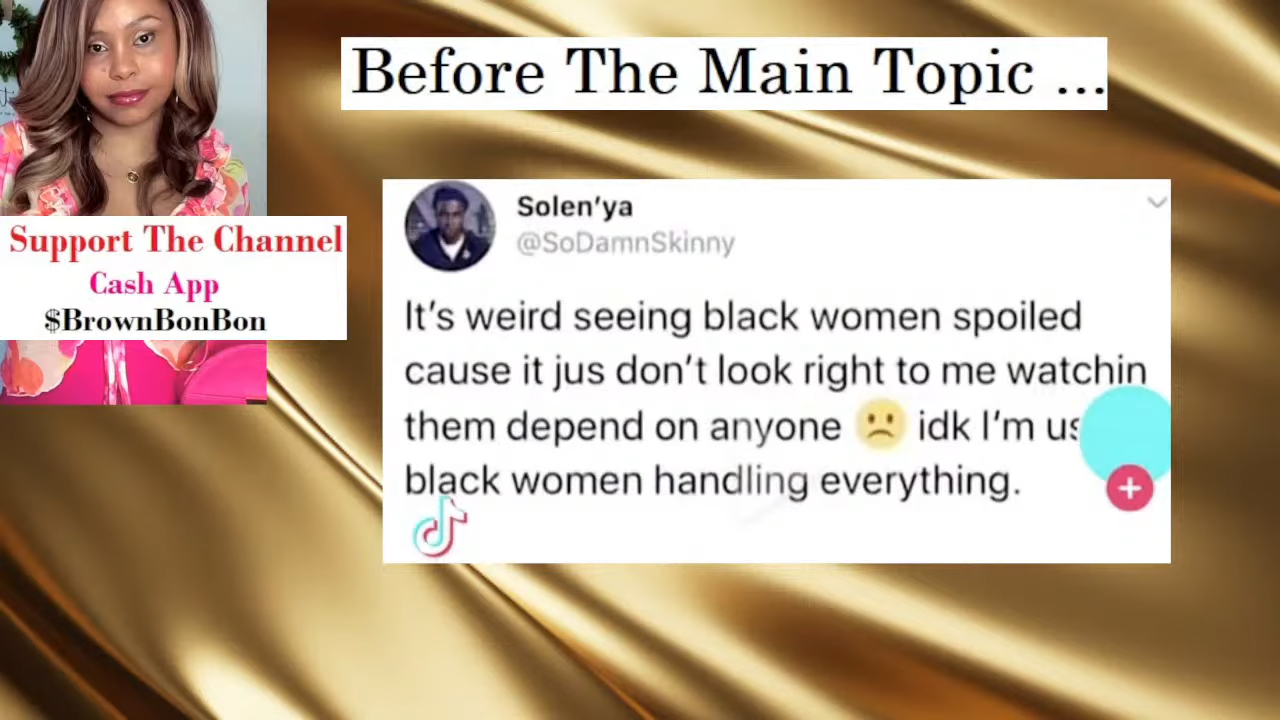 Before The Main Topic ...
Support The Channel
Cash App
$BrownBonBon
Solen'ya
@SoDamnSkinny
It's weird seeing black women spoiled
cause it jus don't look right to me watchin
them depend on anyone 🙁 idk I'm
black women handling everything.